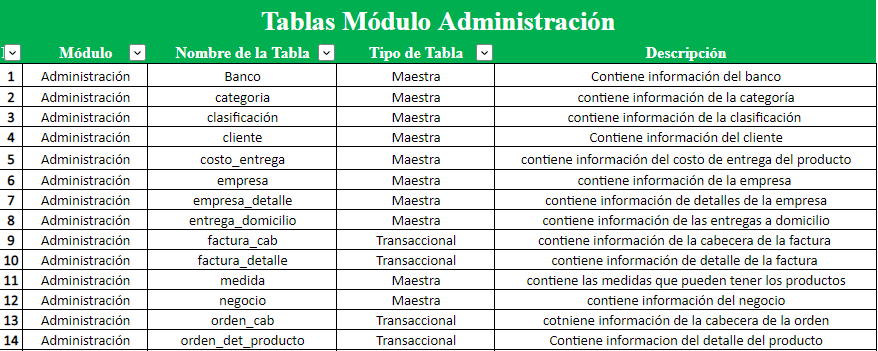 Tablas Módulo Administración
Módulo Nombre de la Tabla Tipo de Tabla Descripción
1 Administración Banco Maestra Contiene información del banco
2 Administración categoria Maestra contiene información de la categoría
3 Administración clasificación Maestra contiene información de la clasificación
4 Administración cliente Maestra Contiene información del cliente
5 Administración costo_entrega Maestra contiene información del costo de entrega del producto
6 Administración empresa Maestra contiene información de la empresa
7 Administración empresa_detalle Maestra contiene información de detalles de la empresa
8 Administración entrega_domicilio Maestra contiene información de las entregas a domicilio
9 Administración factura_cab Transaccional contiene información de la cabecera de la factura
10 Administración factura_detalle Transaccional contiene información de detalle de la factura
11 Administración medida Maestra contiene las medidas que pueden tener los productos
12 Administración negocio Maestra contiene información del negocio
13 Administración orden_cab Transaccional cotniene información de la cabecera de la orden
14 Administración orden_det_producto Transaccional Contiene informacion del detalle del producto